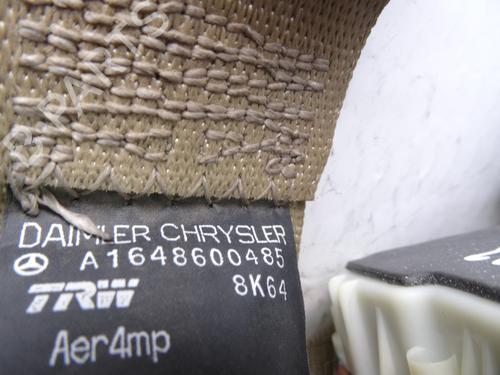 DAIMLER CHRYSLER
A1648600485
8K64
TRW
Aer4mp